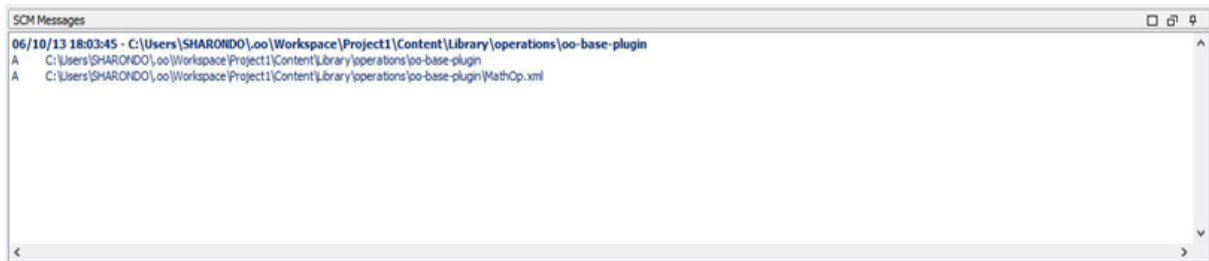 SCM Messages
06/10/13 18:03:45 - C:\Users\SHARONDO\.oo\Workspace\Project1\Content\Library\operations\oo-base-plugin
A C:\Users\SHARONDO\.oo\Workspace\Project1\Content\Library\operations\oo-base-plugin
A C:\Users\SHARONDO\.oo\Workspace\Project1\Content\Library\operations\oo-base-plugin\MathOp.xml